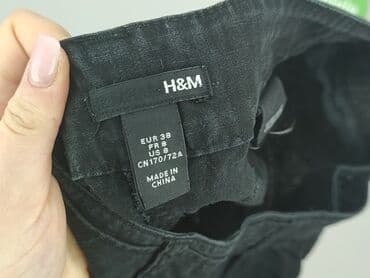 H&M
EUR 38
FR 8
US 8
CN170/72A
MADE IN
CHINA